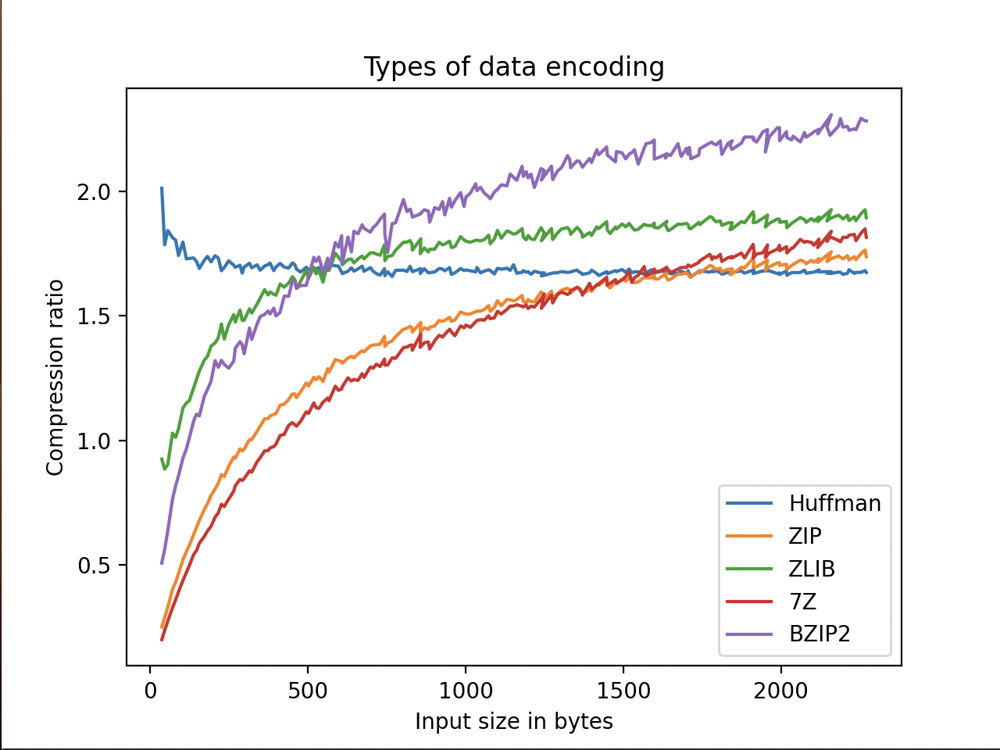 Types of data encoding
Compression ratio
2.0
1.5
1.0
0.5
0
500
1000
1500
2000
Input size in bytes
Huffman
ZIP
ZLIB
7Z
BZIP2